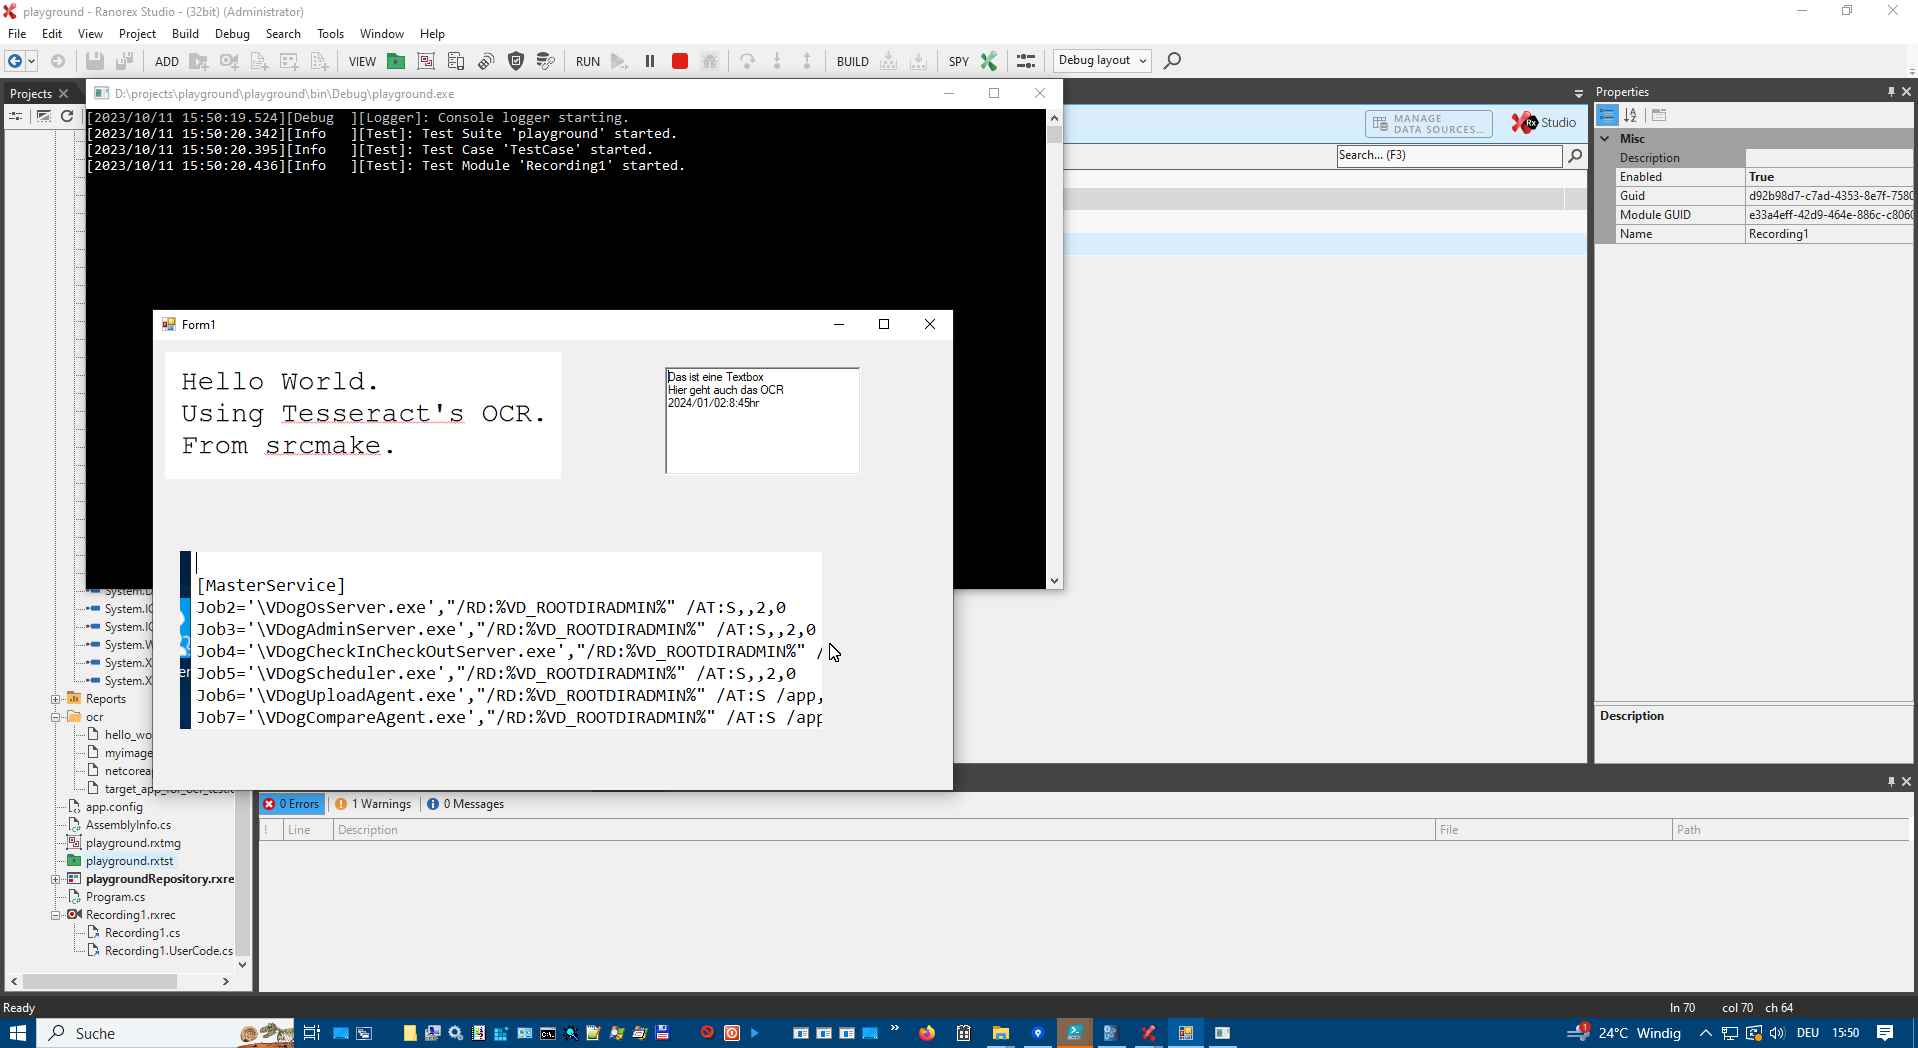 playground - Ranorex Studio - (32bit) (Administrator)
File Edit View Project Build Debug Search Tools Window Help
ADD VIEW RUN BUILD SPY Debug layout
Projects
D:\projects\playground\playground\bin\Debug\playground.exe
[2023/10/11 15:50:19.524][Debug ][Logger]: Console logger starting.
[2023/10/11 15:50:20.342][Info ][Test]: Test Suite 'playground' started.
[2023/10/11 15:50:20.395][Info ][Test]: Test Case 'TestCase' started.
[2023/10/11 15:50:20.436][Info ][Test]: Test Module 'Recording1' started.
MANAGE
DATA SOURCES...
Rx Studio
Search... (F3)
Properties
Misc
Description
Enabled True
Guid d92b98d7-c7ad-4353-8e7f-7580
Module GUID e33a4eff-42d9-464e-886c-c8060
Name Recording1
Description
Form1
Hello World.
Using Tesseract's OCR.
From srcmake.
Das ist eine Textbox
Hier geht auch das OCR
2024/01/02:8:45hr
[MasterService]
Job2='\VDogOsServer.exe',"/RD:%VD_ROOTDIRADMIN%" /AT:S,,2,0
Job3='\VDogAdminServer.exe',"/RD:%VD_ROOTDIRADMIN%" /AT:S,,2,0
Job4='\VDogCheckInCheckOutServer.exe',"/RD:%VD_ROOTDIRADMIN%" /
Job5='\VDogScheduler.exe',"/RD:%VD_ROOTDIRADMIN%" /AT:S,,2,0
Job6='\VDogUploadAgent.exe',"/RD:%VD_ROOTDIRADMIN%" /AT:S /app,
Job7='\VDogCompareAgent.exe',"/RD:%VD_ROOTDIRADMIN%" /AT:S /app
er
System.D
System.IC
System.IC
System.W
System.X
System.X
Reports
ocr
hello_wo
myimage
netcorea
app.config
AssemblyInfo.cs
playground.rxtmg
playground.rxtst
playgroundRepository.rxre
Program.cs
Recording1.rxrec
Recording1.cs
Recording1.UserCode.cs
0 Errors 1 Warnings 0 Messages
! Line Description File Path
Ready
ln 70 col 70 ch 64
Suche
1 24°C Windig DEU 15:50